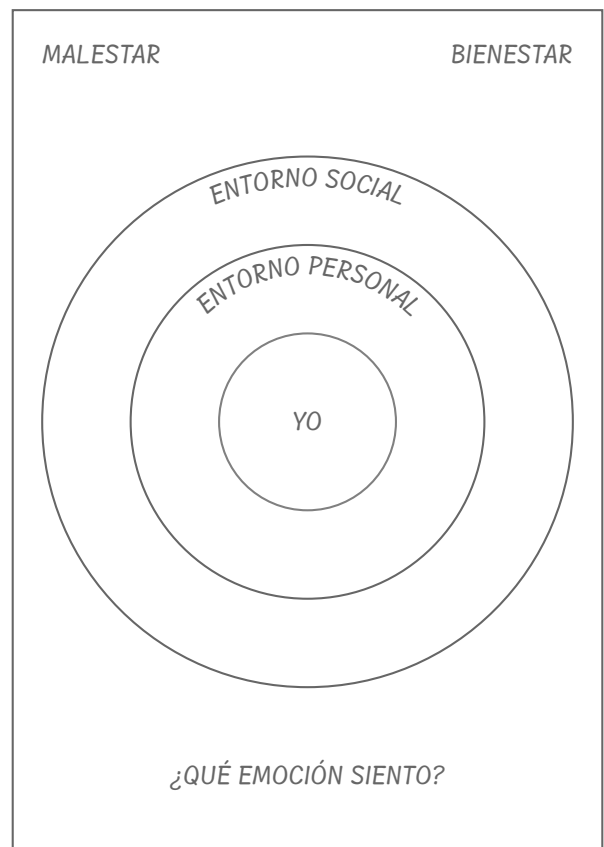 MALESTAR
BIENESTAR
ENTORNO SOCIAL
ENTORNO PERSONAL
YO
¿QUÉ EMOCIÓN SIENTO?